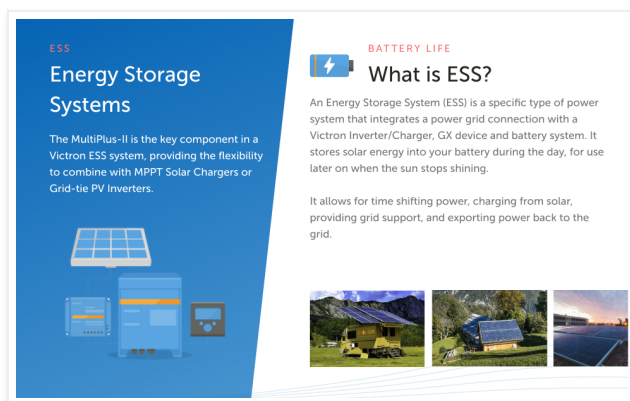 ESS
Energy Storage
Systems
The MultiPlus-II is the key component in a
Victron ESS system, providing the flexibility
to combine with MPPT Solar Chargers or
Grid-tie PV Inverters.
BATTERY LIFE
What is ESS?
An Energy Storage System (ESS) is a specific type of power
system that integrates a power grid connection with a
Victron Inverter/Charger, GX device and battery system. It
stores solar energy into your battery during the day, for use
later on when the sun stops shining.
It allows for time shifting power, charging from solar,
providing grid support, and exporting power back to the
grid.